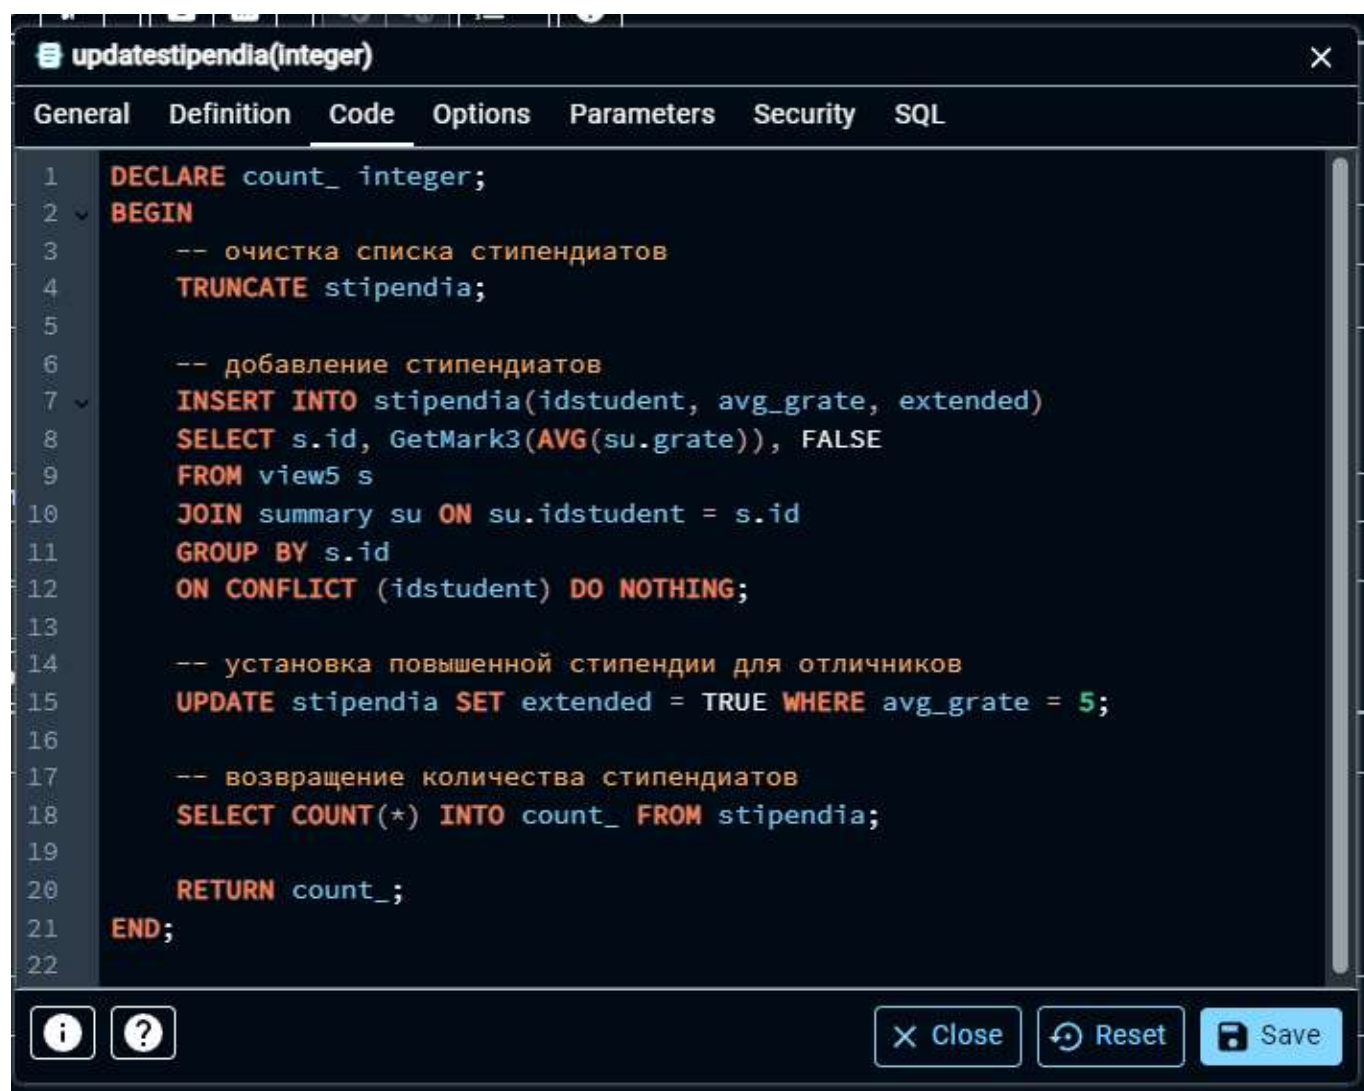 updatestipendia(integer)
General Definition Code Options Parameters Security SQL
1 DECLARE count_ integer;
2 BEGIN
3 -- очистка списка стипендиатов
4 TRUNCATE stipendia;
5
6 -- добавление стипендиатов
7 INSERT INTO stipendia(idstudent, avg_grate, extended)
8 SELECT s.id, GetMark3(AVG(su.grate)), FALSE
9 FROM view5 s
10 JOIN summary su ON su.idstudent = s.id
11 GROUP BY s.id
12 ON CONFLICT (idstudent) DO NOTHING;
13
14 -- установка повышенной стипендии для отличников
15 UPDATE stipendia SET extended = TRUE WHERE avg_grate = 5;
16
17 -- возвращение количества стипендиатов
18 SELECT COUNT(*) INTO count_ FROM stipendia;
19
20 RETURN count_;
21 END;
22
Close Reset Save